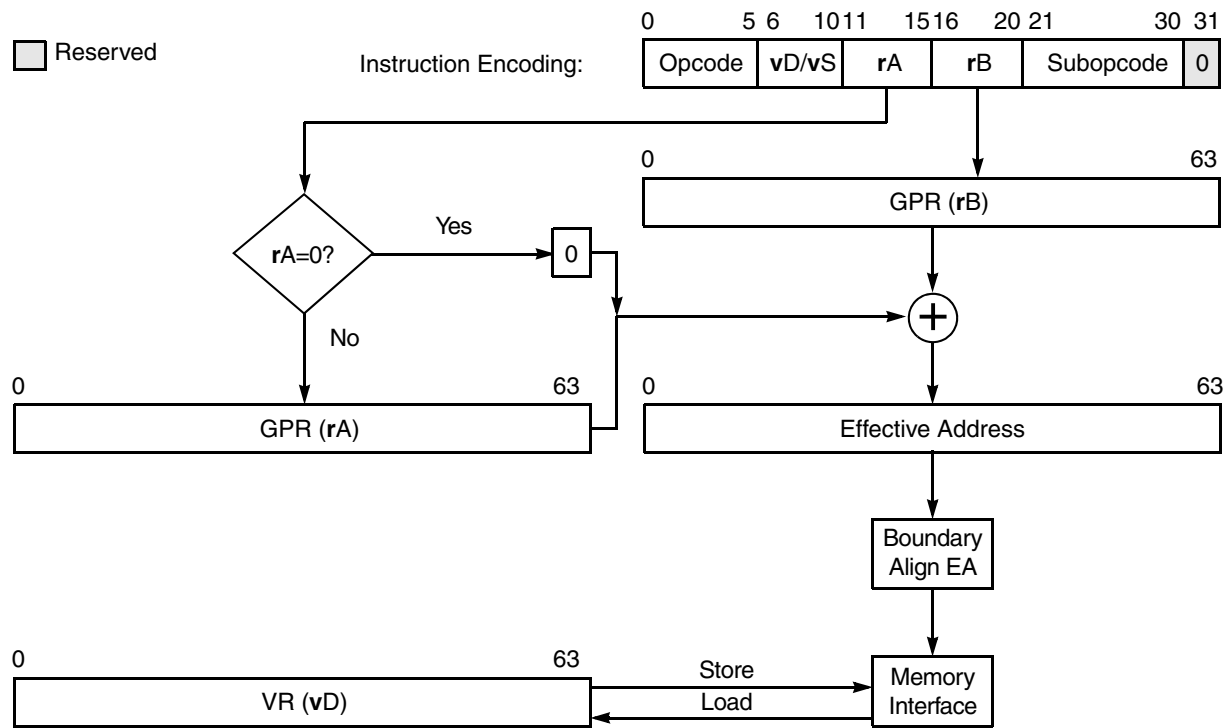 0 5 6 10 11 15 16 20 21 30 31
Reserved
Instruction Encoding:
Opcode vD/vS rA rB Subopcode 0
0 63
GPR (rB)
rA=0?
Yes
0
+
No
0 63
GPR (rA)
0 63
Effective Address
Boundary
Align EA
0 63
VR (vD)
Store
Load
Memory
Interface